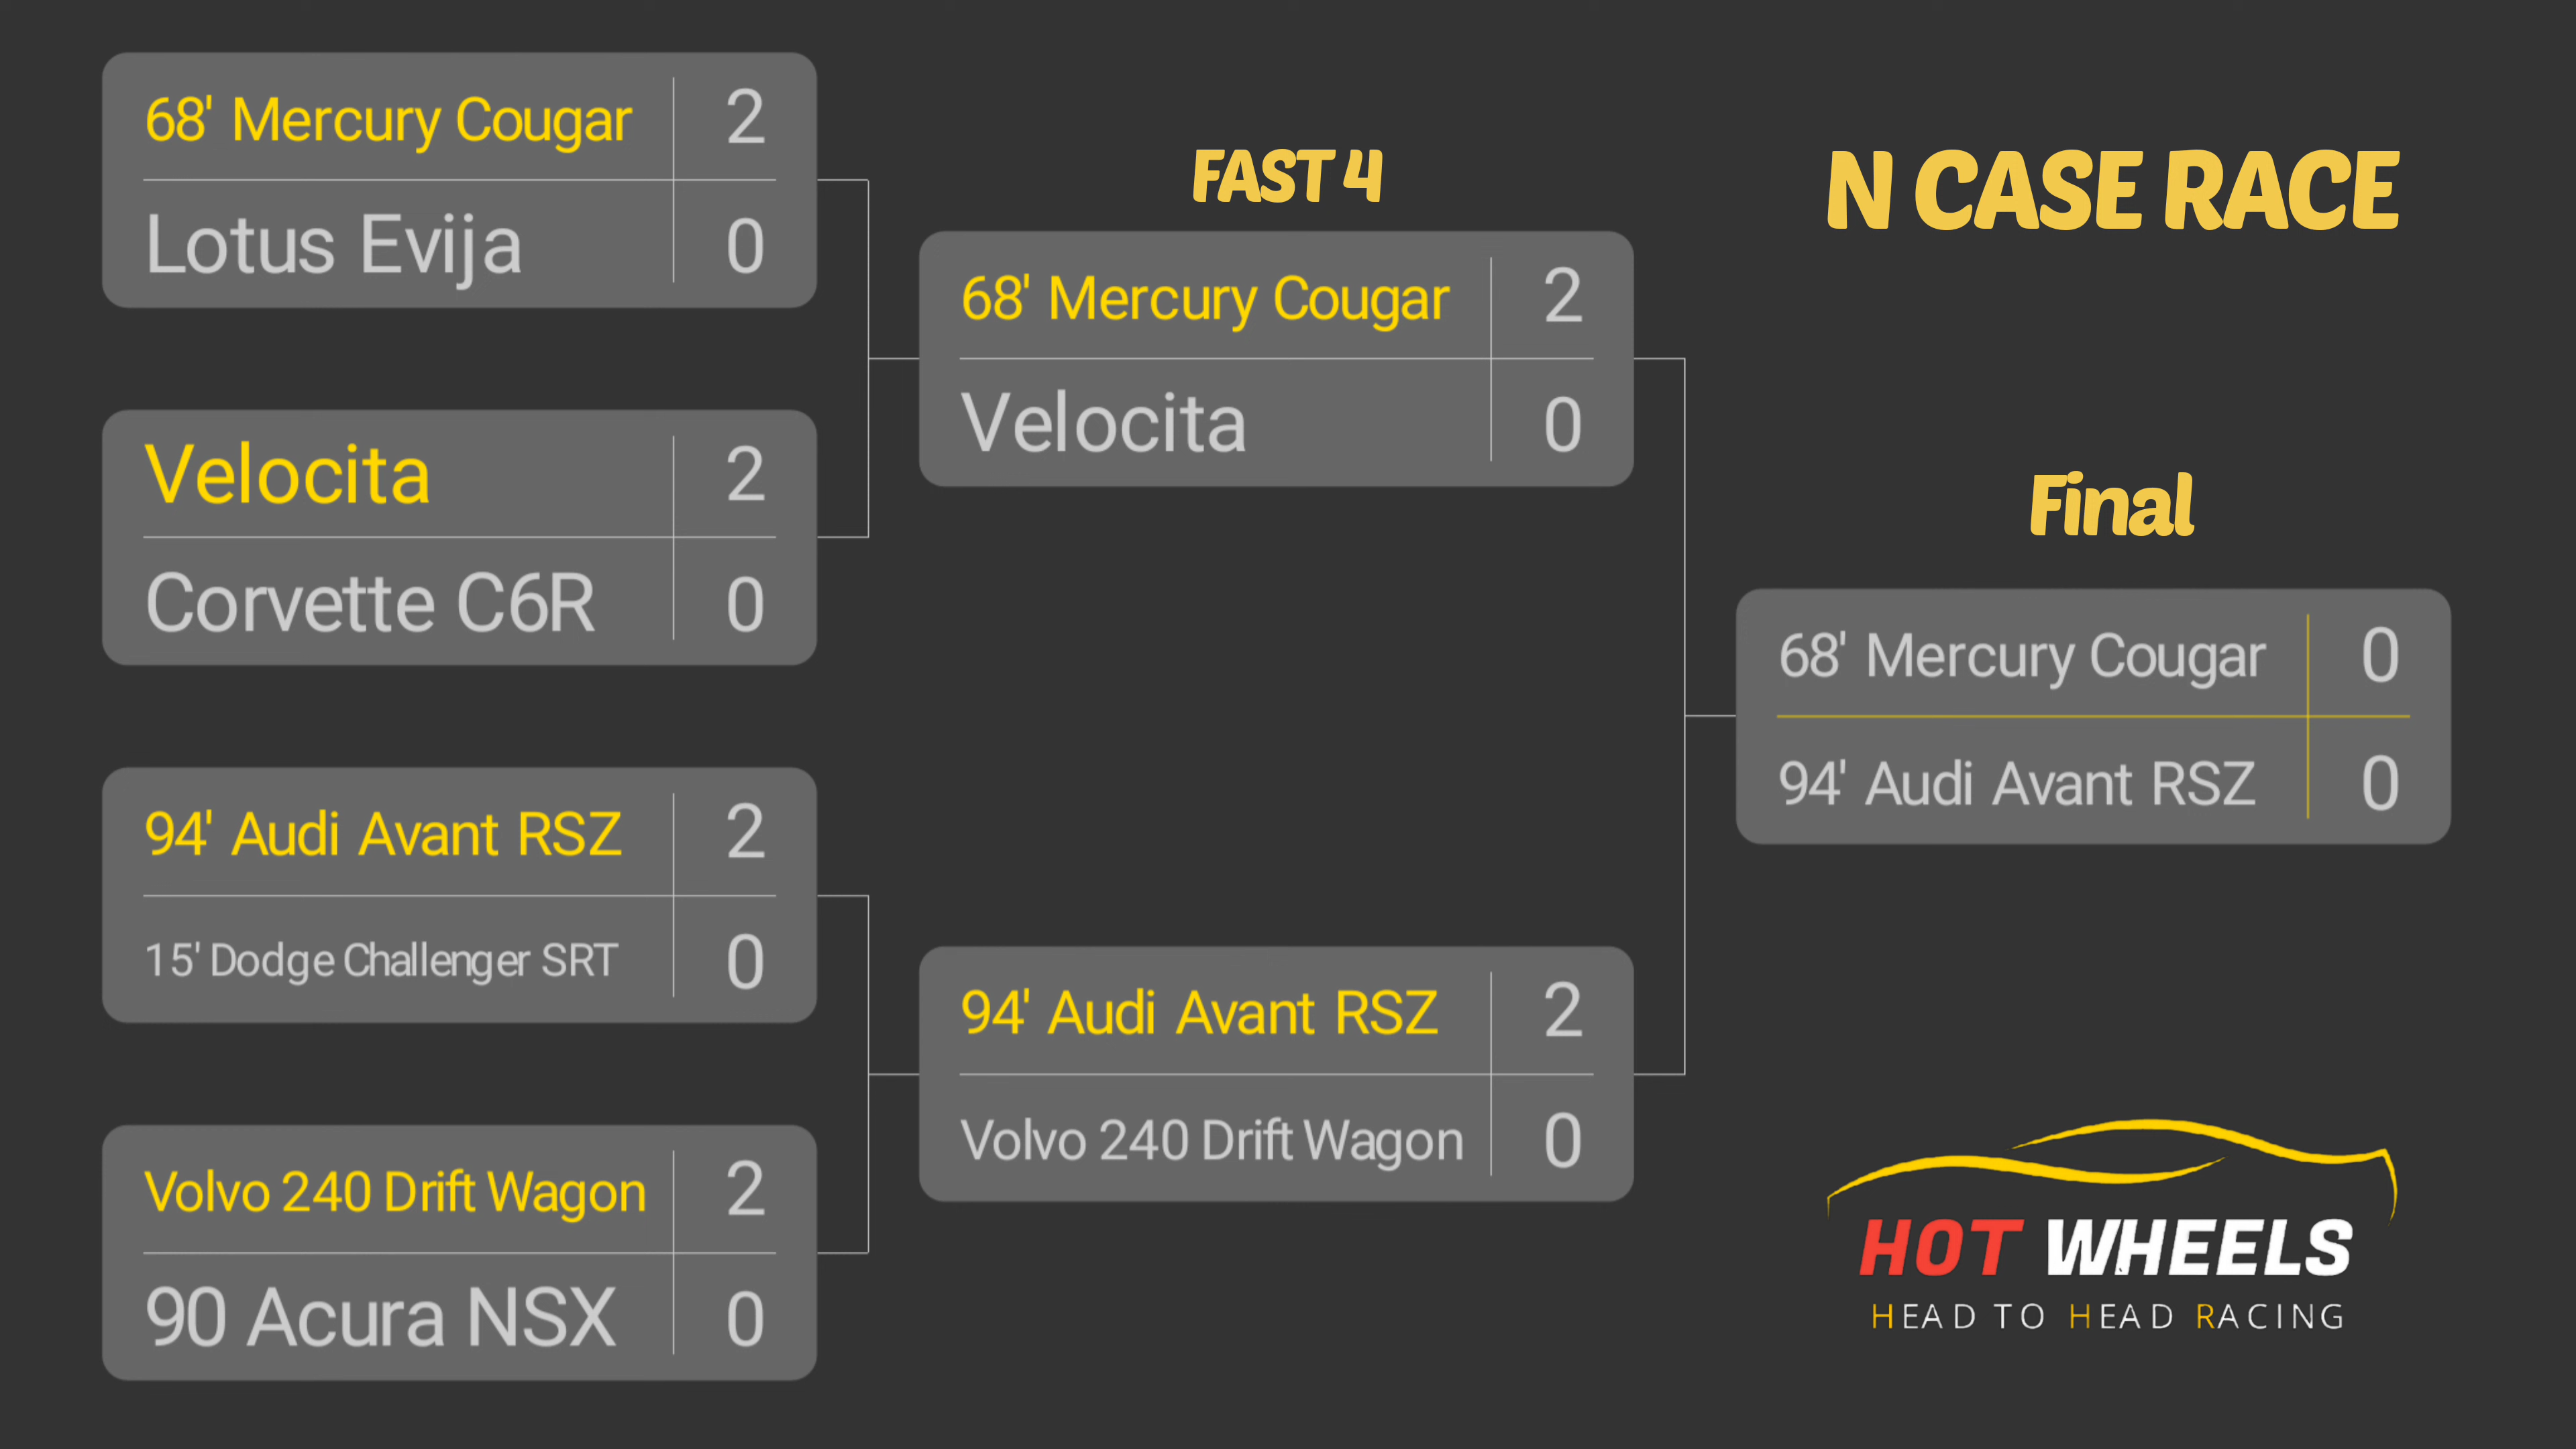 68' Mercury Cougar 2
Lotus Evija 0
Velocita 2
Corvette C6R 0
94' Audi Avant RSZ 2
15' Dodge Challenger SRT 0
Volvo 240 Drift Wagon 2
90 Acura NSX 0
FAST 4
68' Mercury Cougar 2
Velocita 0
94' Audi Avant RSZ 2
Volvo 240 Drift Wagon 0
N CASE RACE
Final
68' Mercury Cougar 0
94' Audi Avant RSZ 0
HOT WHEELS
HEAD TO HEAD RACING